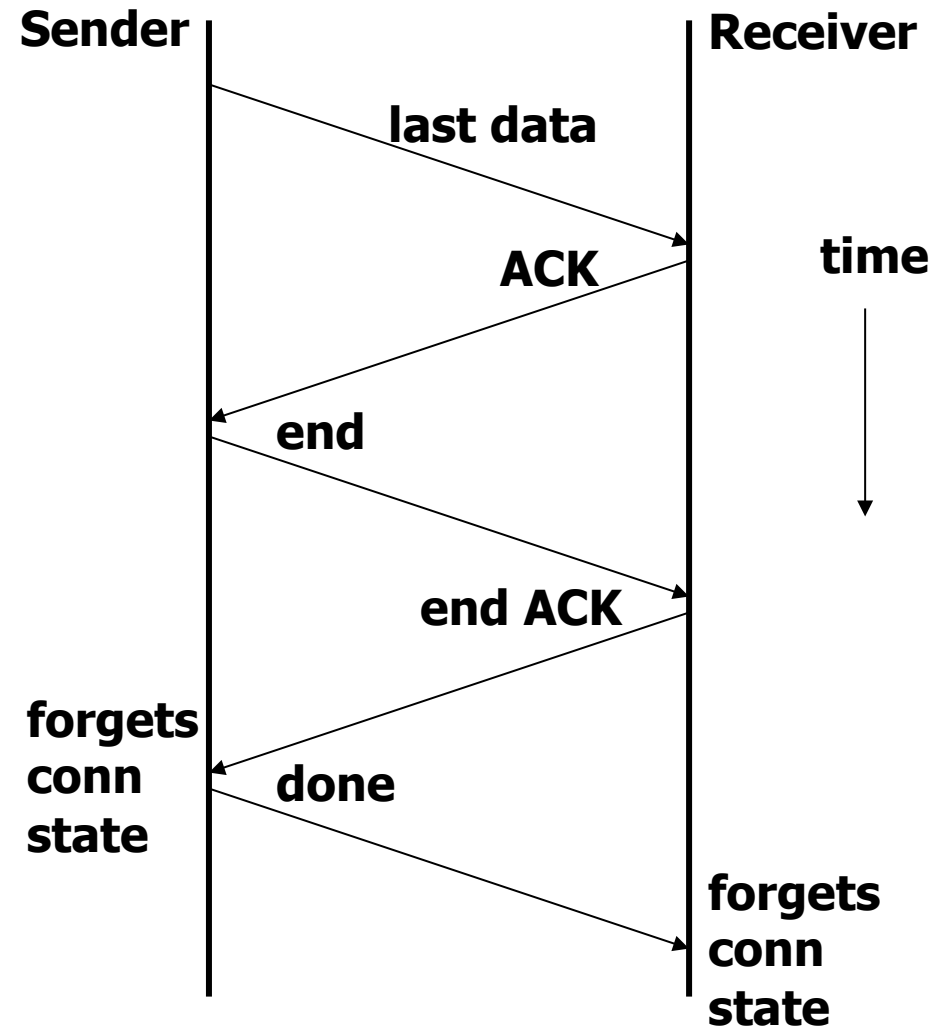 Sender
Receiver
last data
time
ACK
end
end ACK
forgets
conn
state
done
forgets
conn
state